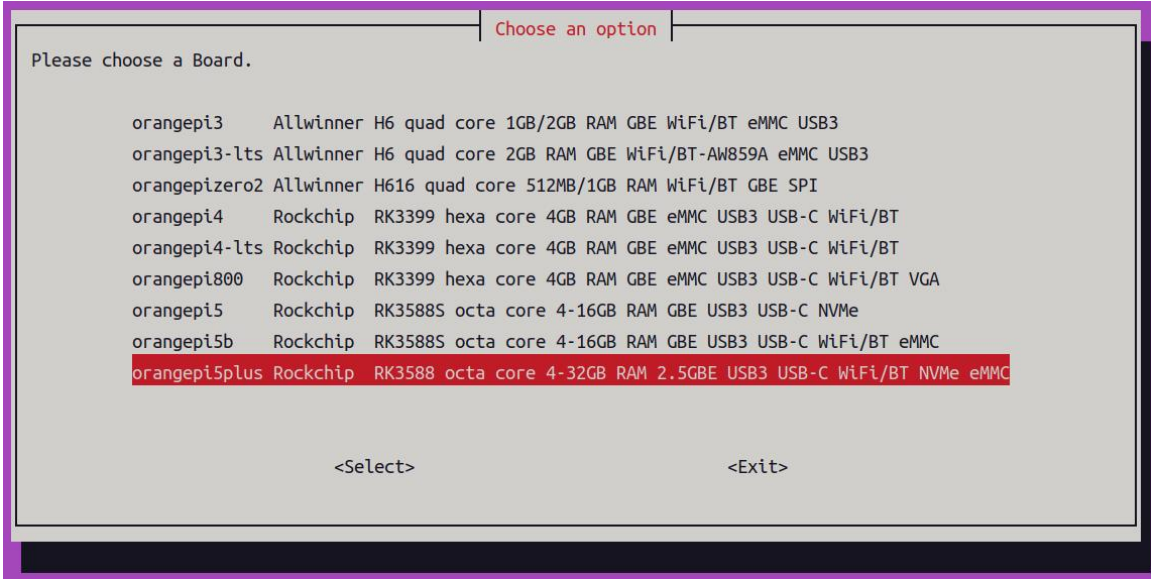 Choose an option
Please choose a Board.
orangepi3 Allwinner H6 quad core 1GB/2GB RAM GBE WiFi/BT eMMC USB3
orangepi3-lts Allwinner H6 quad core 2GB RAM GBE WiFi/BT-AW859A eMMC USB3
orangepizero2 Allwinner H616 quad core 512MB/1GB RAM WiFi/BT GBE SPI
orangepi4 Rockchip RK3399 hexa core 4GB RAM GBE eMMC USB3 USB-C WiFi/BT
orangepi4-lts Rockchip RK3399 hexa core 4GB RAM GBE eMMC USB3 USB-C WiFi/BT
orangepi800 Rockchip RK3399 hexa core 4GB RAM GBE eMMC USB3 USB-C WiFi/BT VGA
orangepi5 Rockchip RK3588S octa core 4-16GB RAM GBE USB3 USB-C NVMe
orangepi5b Rockchip RK3588S octa core 4-16GB RAM GBE USB3 USB-C WiFi/BT eMMC
orangepi5plus Rockchip RK3588 octa core 4-32GB RAM 2.5GBE USB3 USB-C WiFi/BT NVMe eMMC
<Select> <Exit>